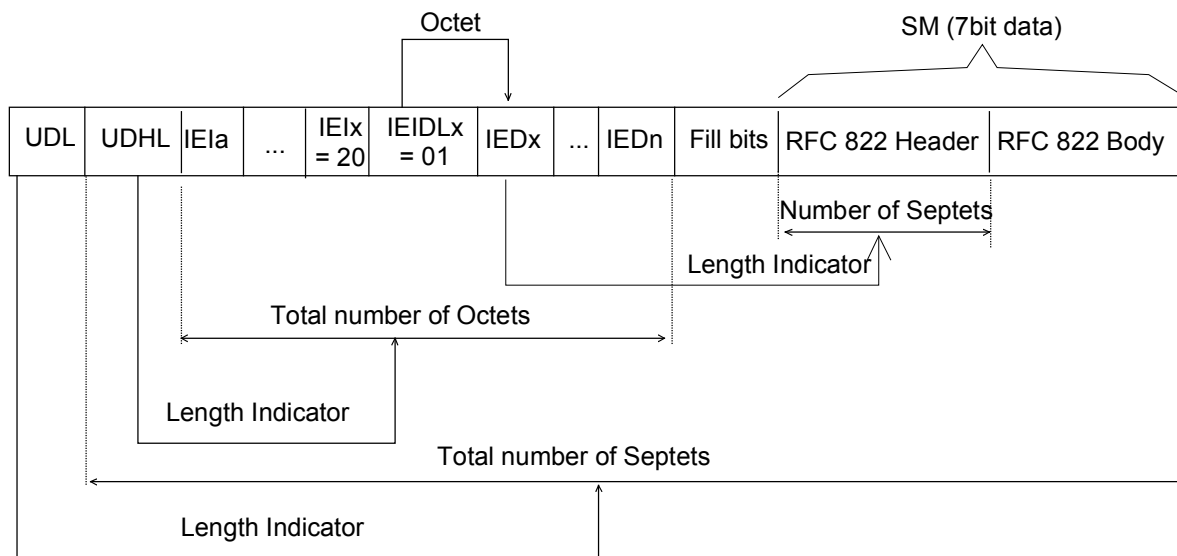 Octet
SM (7bit data)
UDL
UDHL
IEIa
...
IEIx
= 20
IEIDLx
= 01
IEDx
...
IEDn
Fill bits
RFC 822 Header
RFC 822 Body
Number of Septets
Length Indicator
Total number of Octets
Length Indicator
Total number of Septets
Length Indicator